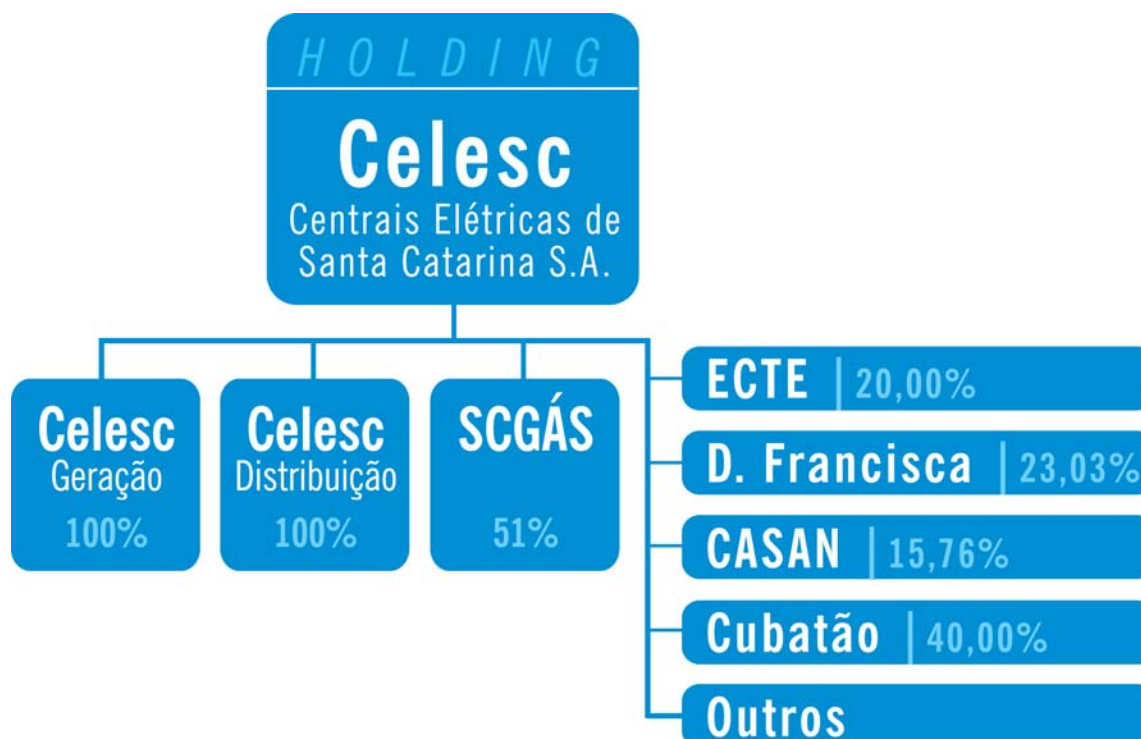 HOLDING
Celesc
Centrais Elétricas de
Santa Catarina S.A.
Celesc
Geração
100%
Celesc
Distribuição
100%
SCGÁS
51%
ECTE | 20,00%
D. Francisca | 23,03%
CASAN | 15,76%
Cubatão | 40,00%
Outros